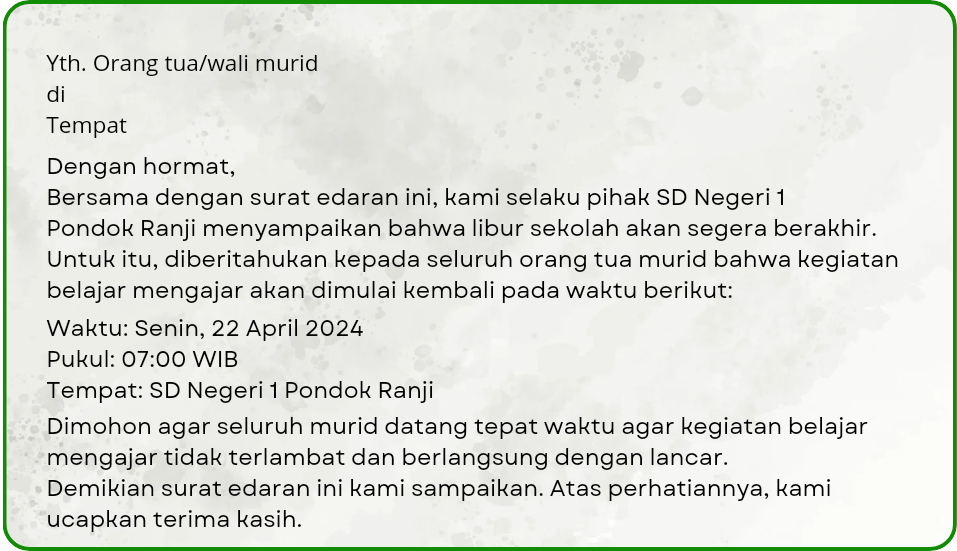 Yth. Orang tua/wali murid
di
Tempat
Dengan hormat,
Bersama dengan surat edaran ini, kami selaku pihak SD Negeri 1
Pondok Ranji menyampaikan bahwa libur sekolah akan segera berakhir.
Untuk itu, diberitahukan kepada seluruh orang tua murid bahwa kegiatan
belajar mengajar akan dimulai kembali pada waktu berikut:
Waktu: Senin, 22 April 2024
Pukul: 07:00 WIB
Tempat: SD Negeri 1 Pondok Ranji
Dimohon agar seluruh murid datang tepat waktu agar kegiatan belajar
mengajar tidak terlambat dan berlangsung dengan lancar.
Demikian surat edaran ini kami sampaikan. Atas perhatiannya, kami
ucapkan terima kasih.